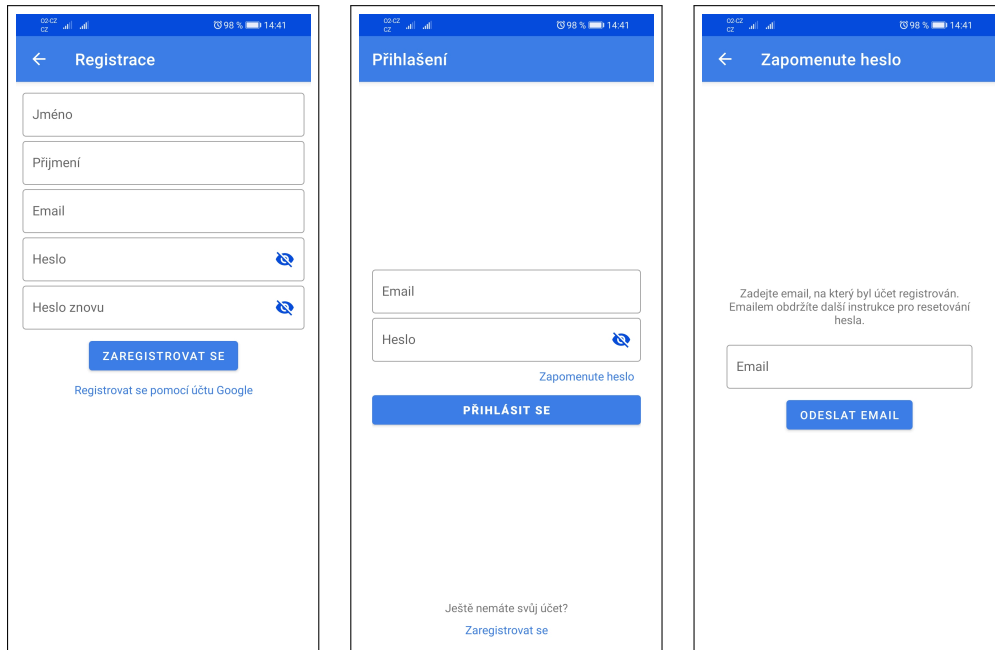 O2-CZ
CZ
98 %
14:41
Registrace
Jméno
Přijmení
Email
Heslo
Heslo znovu
ZAREGISTROVAT SE
Registrovat se pomocí účtu Google
O2-CZ
CZ
98 %
14:41
Přihlašení
Email
Heslo
Zapomenute heslo
PŘIHLÁSIT SE
Ještě nemáte svůj účet?
Zaregistrovat se
O2-CZ
CZ
98 %
14:41
Zapomenute heslo
Zadejte email, na který byl účet registrován.
Emailem obdržíte další instrukce pro resetování
hesla.
Email
ODESLAT EMAIL